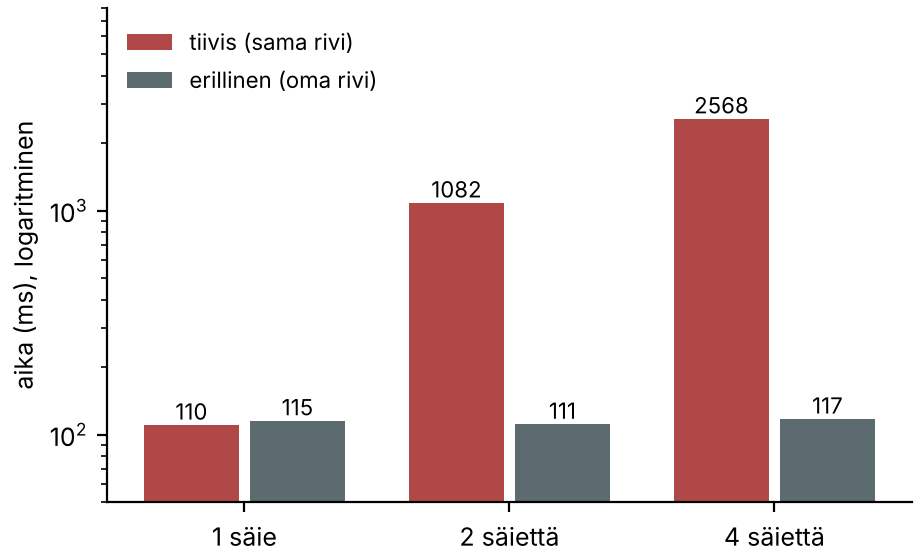 tiivis (sama rivi)
erillinen (oma rivi)
aika (ms), logaritminen
10³
10²
110
115
1082
111
2568
117
1 säie
2 säiettä
4 säiettä